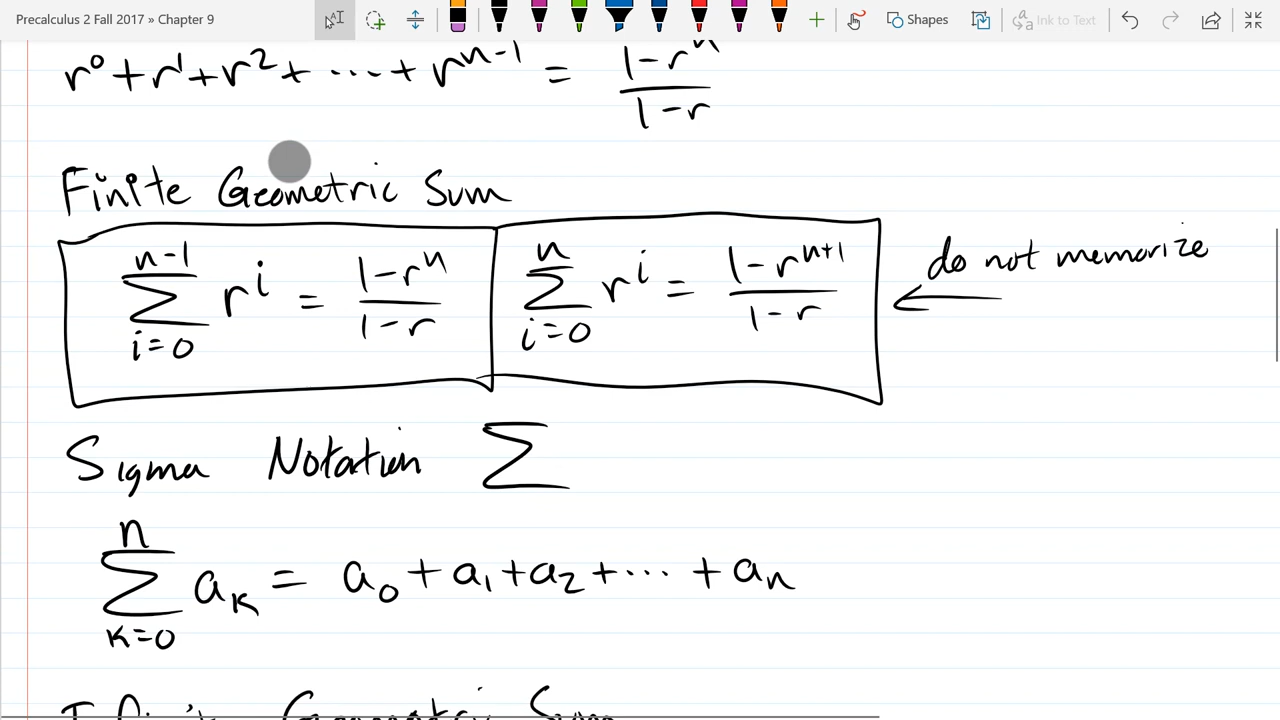 Precalculus 2 Fall 2017 » Chapter 9
Shapes
Ink to Text
r⁰ + r¹ + r² + ⋯ + rⁿ⁻¹ = (1-rⁿ)/(1-r)
Finite Geometric Sum
∑_{i=0}^{n-1} rⁱ = (1-rⁿ)/(1-r)
∑_{i=0}^{n} rⁱ = (1-rⁿ⁺¹)/(1-r)
do not memorize
Sigma Notation ∑
∑_{k=0}^{n} a_k = a₀ + a₁ + a₂ + ⋯ + aₙ
Geometric Sum